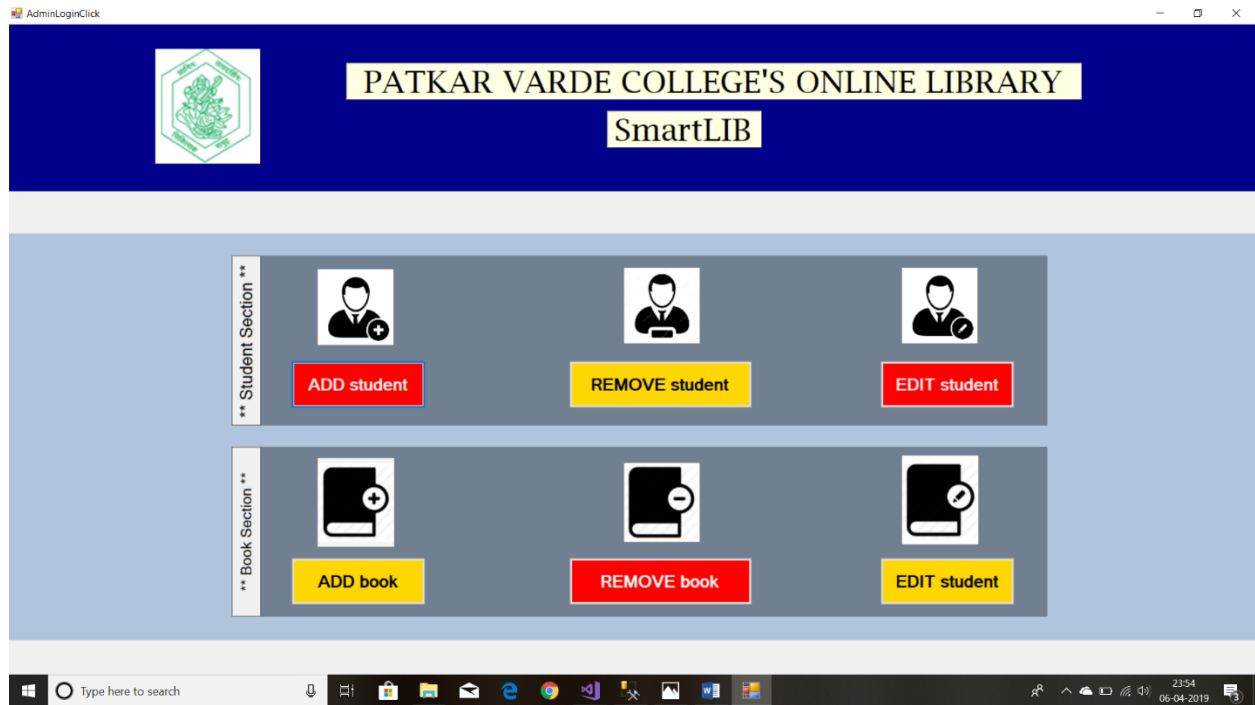 AdminLoginClick
PATKAR VARDE COLLEGE'S ONLINE LIBRARY
SmartLIB
** Student Section **
ADD student
REMOVE student
EDIT student
** Book Section **
ADD book
REMOVE book
EDIT student
Type here to search
23:54
06-04-2019
3